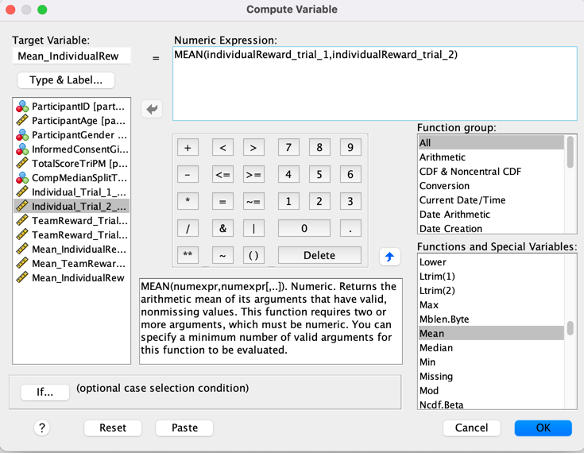 Compute Variable
Target Variable:
Mean_IndividualRew
=
Numeric Expression:
MEAN(individualReward_trial_1,individualReward_trial_2)
Type & Label...
ParticipantID [part...
ParticipantAge [pa...
ParticipantGender ...
InformedConsentGi...
TotalScoreTriPM [p...
CompMedianSplitT...
Individual_Trial_1_...
Individual_Trial_2_...
TeamReward_Trial...
TeamReward_Trial...
Mean_IndividualRe...
Mean_TeamRewar...
Mean_IndividualRew
+ < > 7 8 9
- <= >= 4 5 6
* = ~= 1 2 3
/ & | 0 .
** ~ ( ) Delete
Function group:
All
Arithmetic
CDF & Noncentral CDF
Conversion
Current Date/Time
Date Arithmetic
Date Creation
Functions and Special Variables:
Lower
Ltrim(1)
Ltrim(2)
Max
Mblen.Byte
Mean
Median
Min
Missing
Mod
Ncdf.Beta
MEAN(numexpr,numexpr[,..]). Numeric. Returns the
arithmetic mean of its arguments that have valid,
nonmissing values. This function requires two or
more arguments, which must be numeric. You can
specify a minimum number of valid arguments for
this function to be evaluated.
If...
(optional case selection condition)
?
Reset
Paste
Cancel
OK